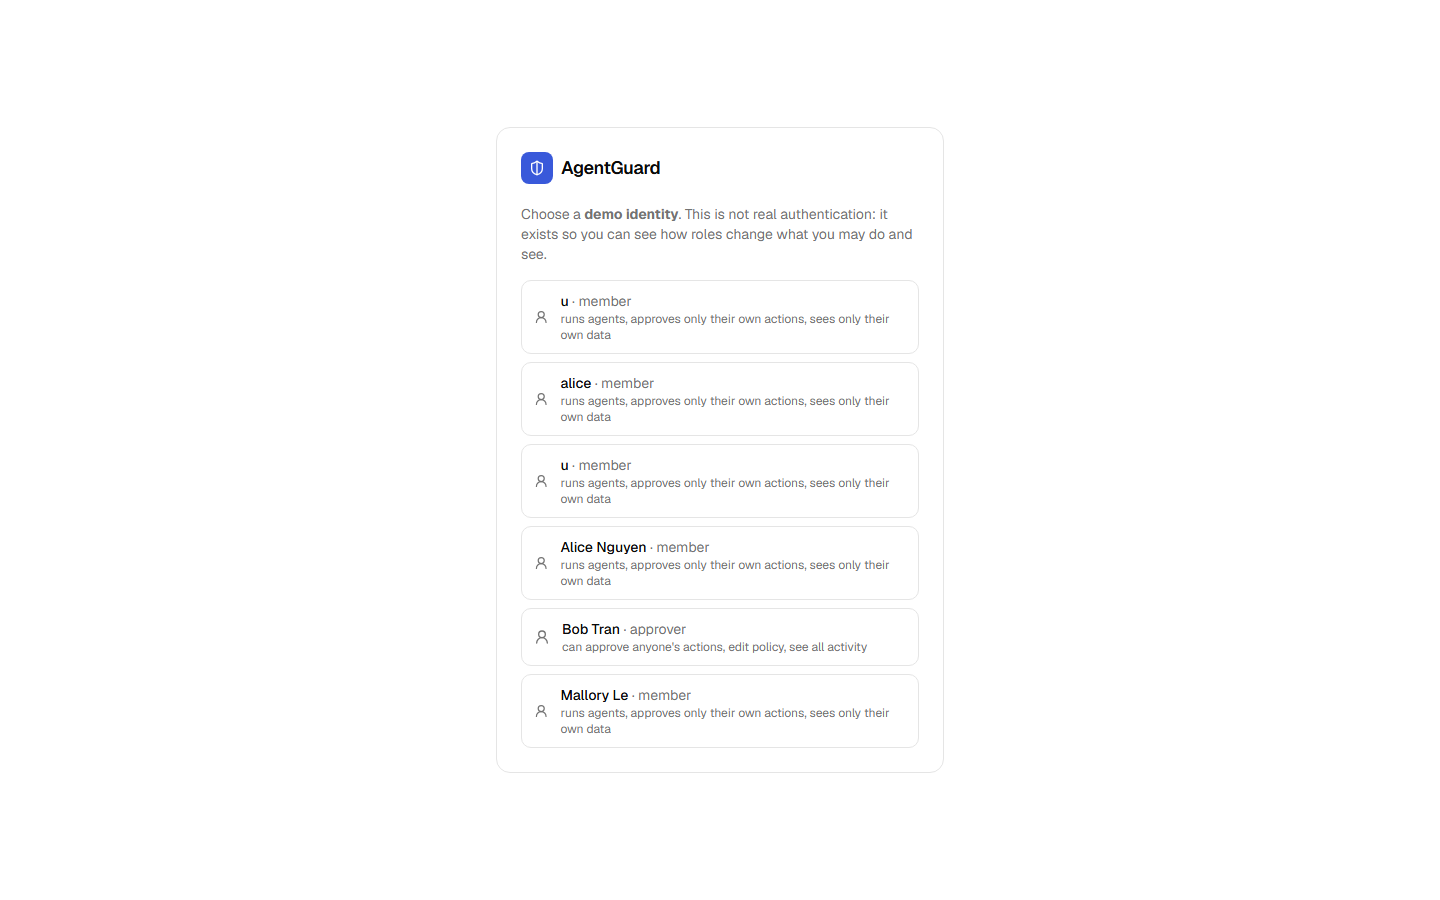 AgentGuard
Choose a demo identity. This is not real authentication: it
exists so you can see how roles change what you may do and
see.
u · member
runs agents, approves only their own actions, sees only their
own data
alice · member
runs agents, approves only their own actions, sees only their
own data
u · member
runs agents, approves only their own actions, sees only their
own data
Alice Nguyen · member
runs agents, approves only their own actions, sees only their
own data
Bob Tran · approver
can approve anyone's actions, edit policy, see all activity
Mallory Le · member
runs agents, approves only their own actions, sees only their
own data